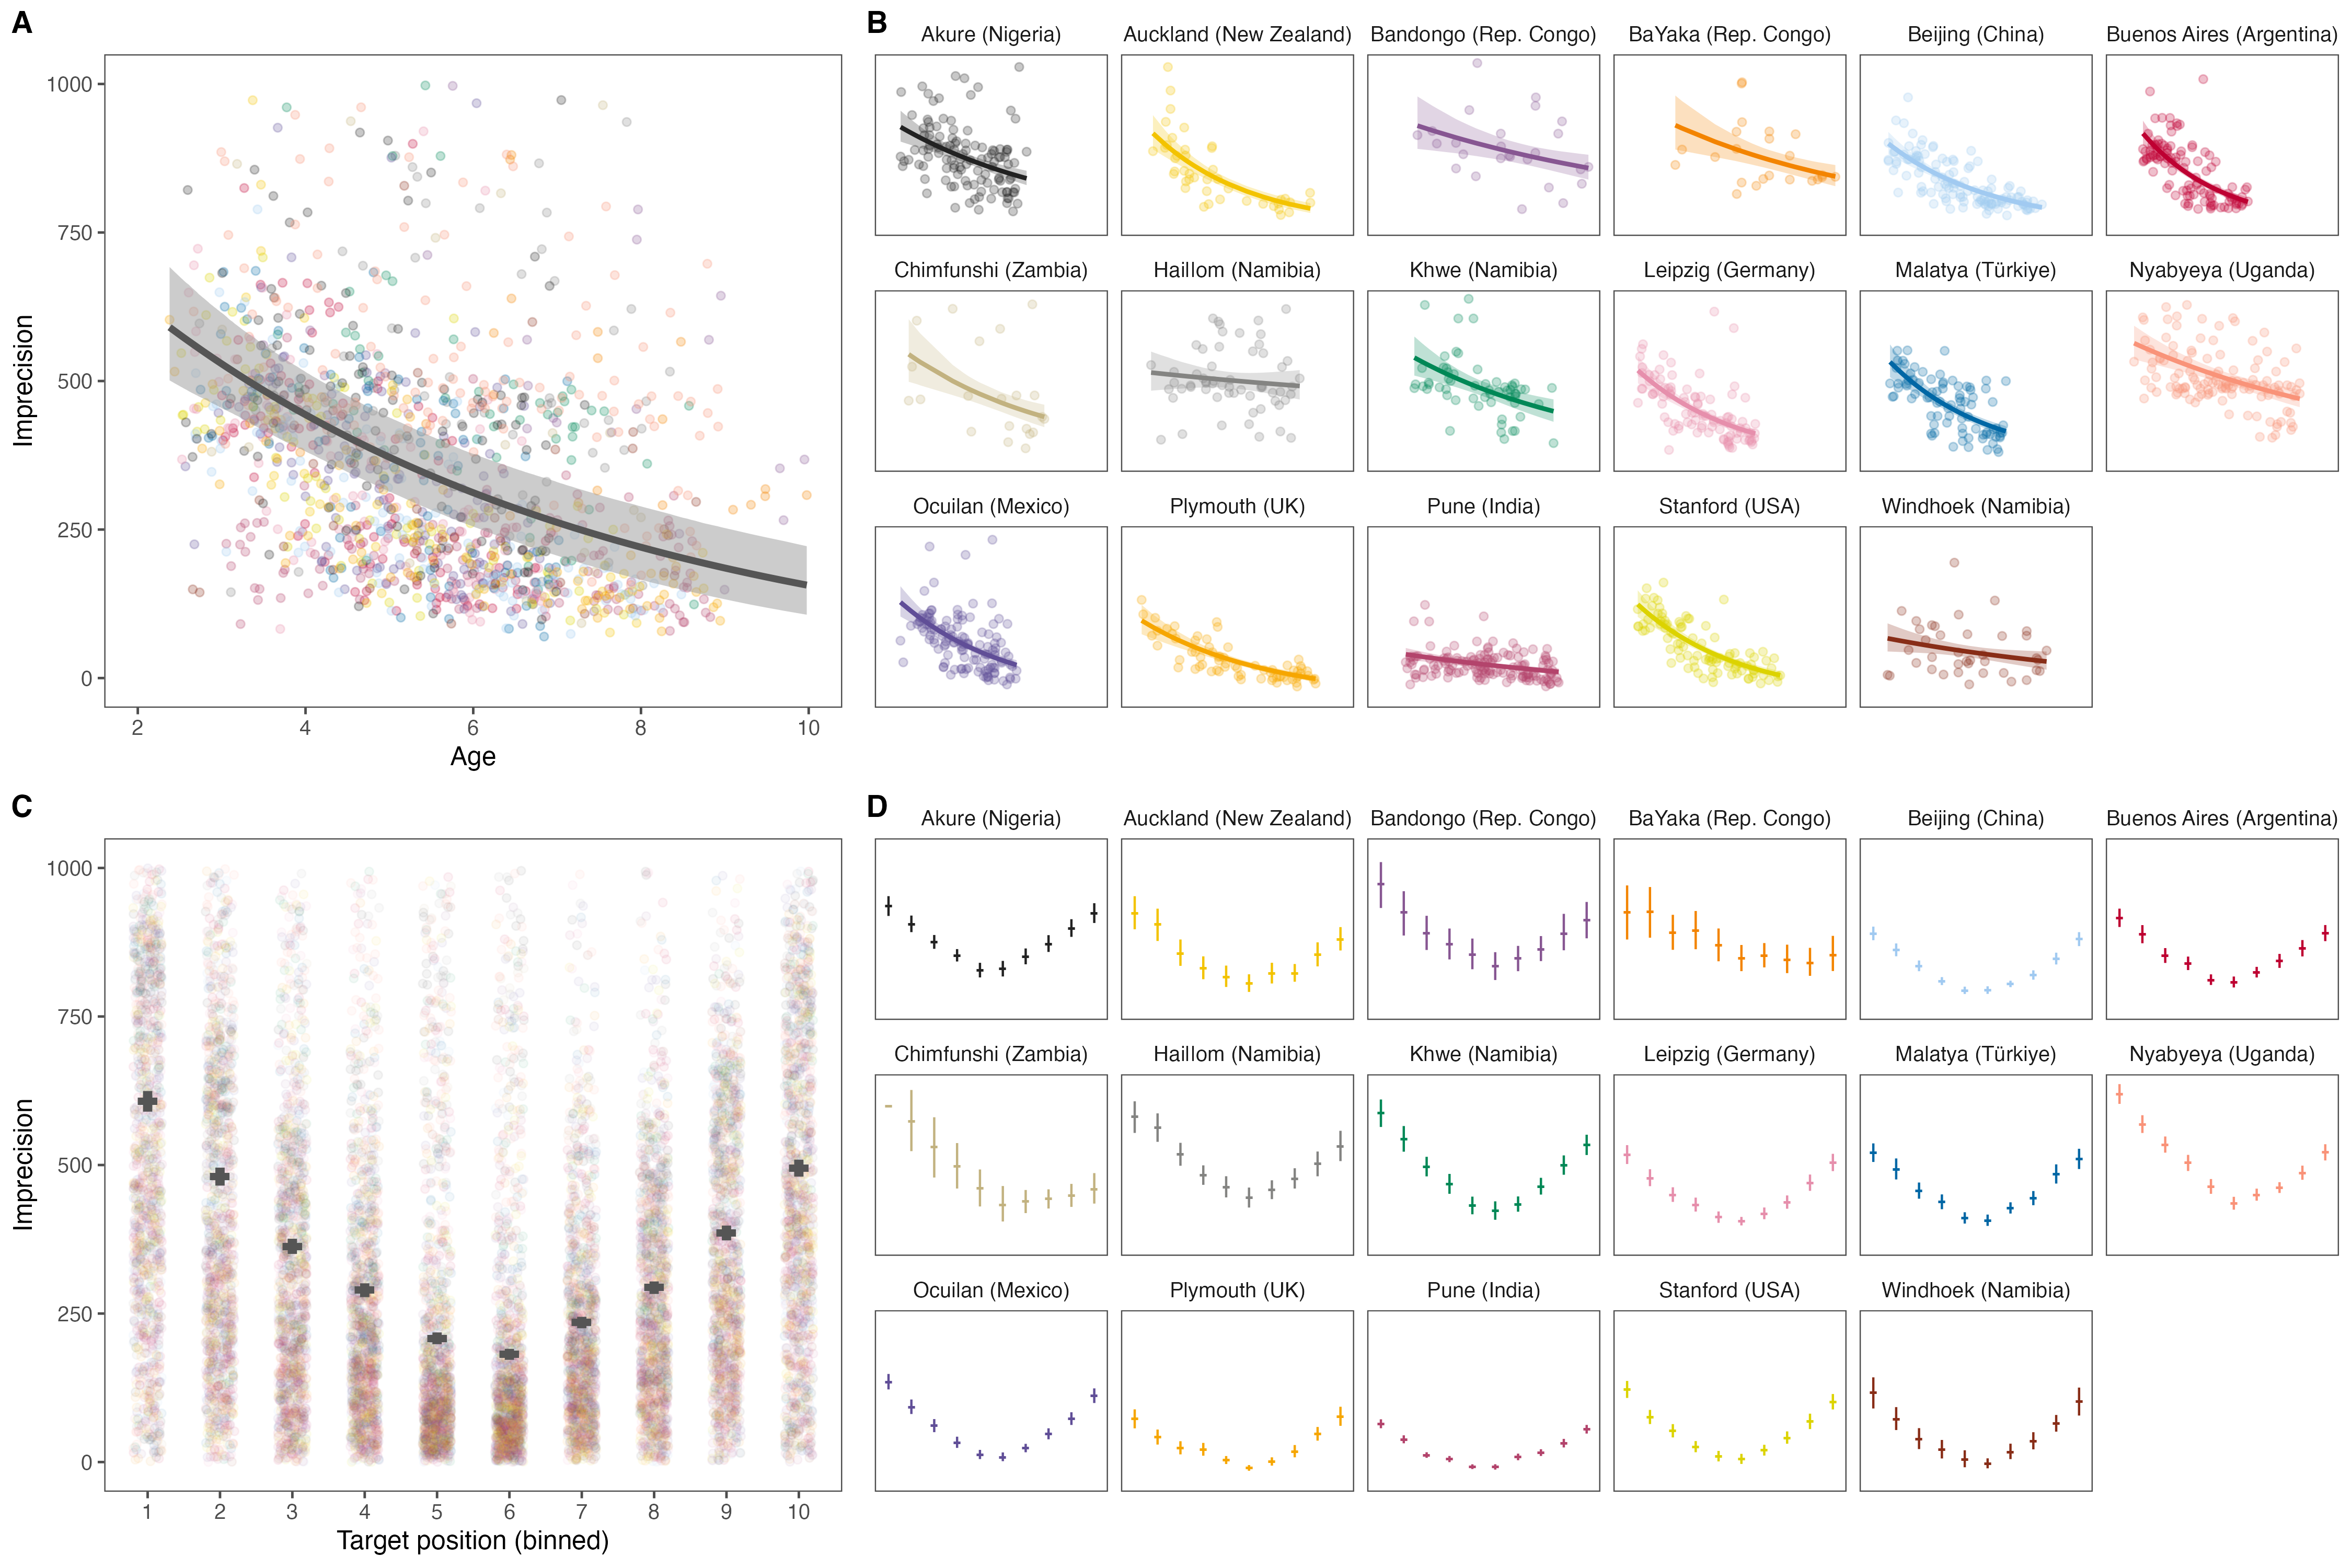 A
Imprecision
1000
750
500
250
0
2 4 6 8 10
Age
B
Akure (Nigeria) Auckland (New Zealand) Bandongo (Rep. Congo) BaYaka (Rep. Congo) Beijing (China) Buenos Aires (Argentina)
Chimfunshi (Zambia) Haillom (Namibia) Khwe (Namibia) Leipzig (Germany) Malatya (Türkiye) Nyabyeya (Uganda)
Ocuilan (Mexico) Plymouth (UK) Pune (India) Stanford (USA) Windhoek (Namibia)
C
Imprecision
1000
750
500
250
0
1 2 3 4 5 6 7 8 9 10
Target position (binned)
D
Akure (Nigeria) Auckland (New Zealand) Bandongo (Rep. Congo) BaYaka (Rep. Congo) Beijing (China) Buenos Aires (Argentina)
Chimfunshi (Zambia) Haillom (Namibia) Khwe (Namibia) Leipzig (Germany) Malatya (Türkiye) Nyabyeya (Uganda)
Ocuilan (Mexico) Plymouth (UK) Pune (India) Stanford (USA) Windhoek (Namibia)